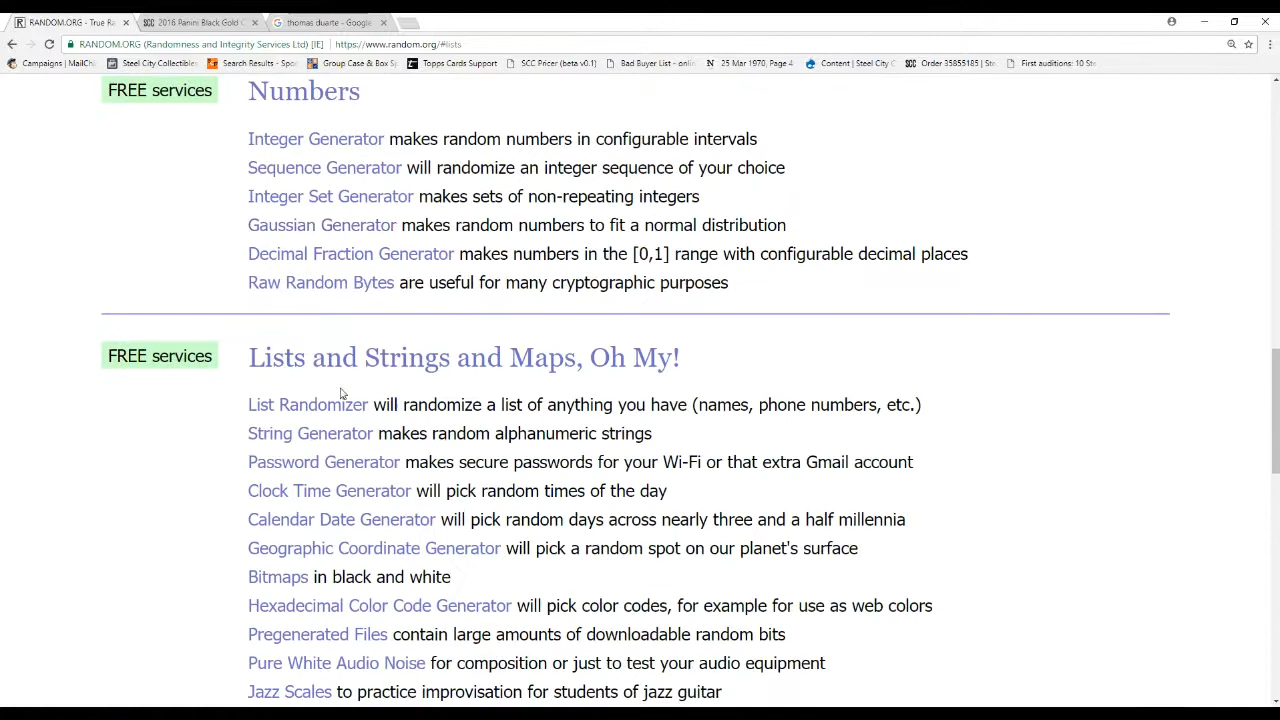 RANDOM.ORG - True Ra
2016 Panini Black Gold C
thomas duarte - Google
RANDOM.ORG (Randomness and Integrity Services Ltd) [IE]
https://www.random.org/#lists
Campaigns | MailCh
Steel City Collectibles
Search Results - Spo
Group Case & Box S
Topps Cards Support
SCC Pricer (beta v0.1)
Bad Buyer List - onlin
25 Mar 1970, Page 4
Content | Steel City C
Order 35855185 | St
First auditions: 10 St
FREE services
Numbers
Integer Generator makes random numbers in configurable intervals
Sequence Generator will randomize an integer sequence of your choice
Integer Set Generator makes sets of non-repeating integers
Gaussian Generator makes random numbers to fit a normal distribution
Decimal Fraction Generator makes numbers in the [0,1] range with configurable decimal places
Raw Random Bytes are useful for many cryptographic purposes
FREE services
Lists and Strings and Maps, Oh My!
List Randomizer will randomize a list of anything you have (names, phone numbers, etc.)
String Generator makes random alphanumeric strings
Password Generator makes secure passwords for your Wi-Fi or that extra Gmail account
Clock Time Generator will pick random times of the day
Calendar Date Generator will pick random days across nearly three and a half millennia
Geographic Coordinate Generator will pick a random spot on our planet's surface
Bitmaps in black and white
Hexadecimal Color Code Generator will pick color codes, for example for use as web colors
Pregenerated Files contain large amounts of downloadable random bits
Pure White Audio Noise for composition or just to test your audio equipment
Jazz Scales to practice improvisation for students of jazz guitar